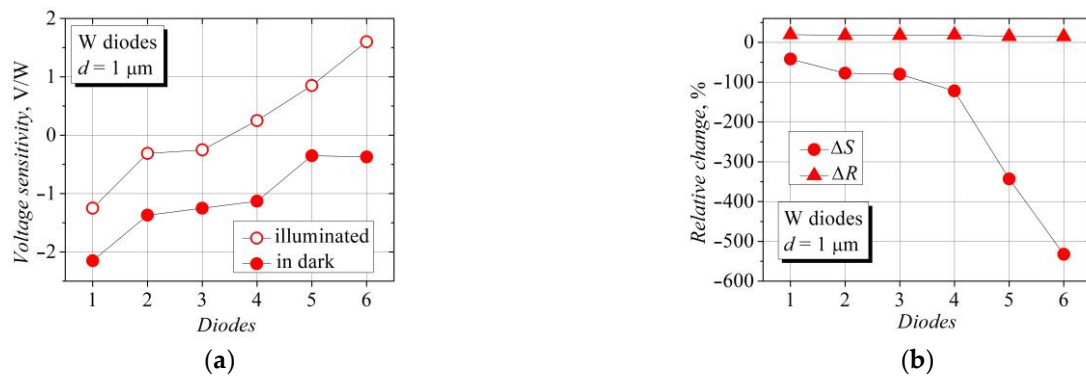 2
1
0
−1
−2
Voltage sensitivity, V/W
W diodes
d = 1 μm
illuminated
in dark
1 2 3 4 5 6
Diodes
(a)
0
−100
−200
−300
−400
−500
−600
Relative change, %
ΔS
ΔR
W diodes
d = 1 μm
1 2 3 4 5 6
Diodes
(b)